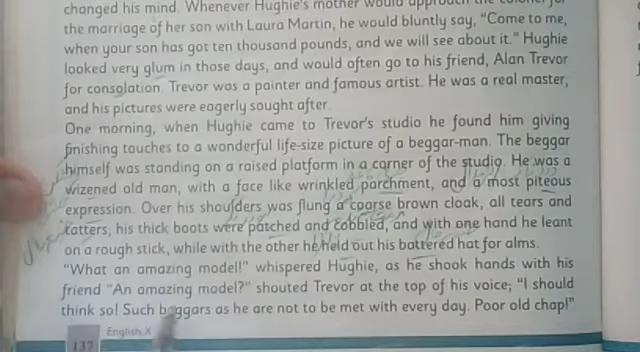 changed his mind. Whenever Hughie's mother would approach the colonel for
the marriage of her son with Laura Martin, he would bluntly say, "Come to me,
when your son has got ten thousand pounds, and we will see about it." Hughie
looked very glum in those days, and would often go to his friend, Alan Trevor
for consolation. Trevor was a painter and famous artist. He was a real master,
and his pictures were eagerly sought after.
One morning, when Hughie came to Trevor's studio he found him giving
finishing touches to a wonderful life-size picture of a beggar-man. The beggar
himself was standing on a raised platform in a corner of the studio. He was a
wizened old man, with a face like wrinkled parchment, and a most piteous
expression. Over his shoulders was flung a coarse brown cloak, all tears and
tatters; his thick boots were patched and cobbled, and with one hand he leant
on a rough stick, while with the other he held out his battered hat for alms.
"What an amazing model!" whispered Hughie, as he shook hands with his
friend "An amazing model?" shouted Trevor at the top of his voice; "I should
think so! Such beggars as he are not to be met with every day. Poor old chap!"
English X
137